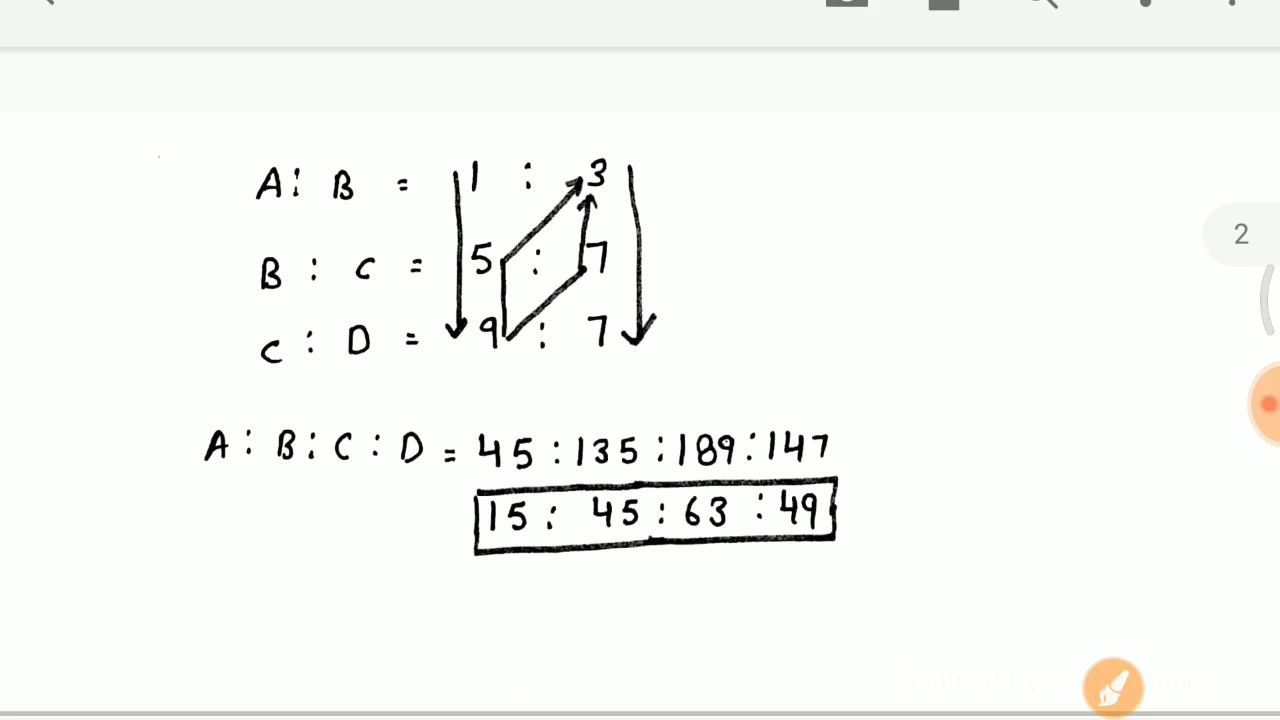 A : B = 1 : 3
2
B : C = 5 : 7
C : D = 9 : 7
A : B : C : D = 45 : 135 : 189 : 147
15 : 45 : 63 : 49